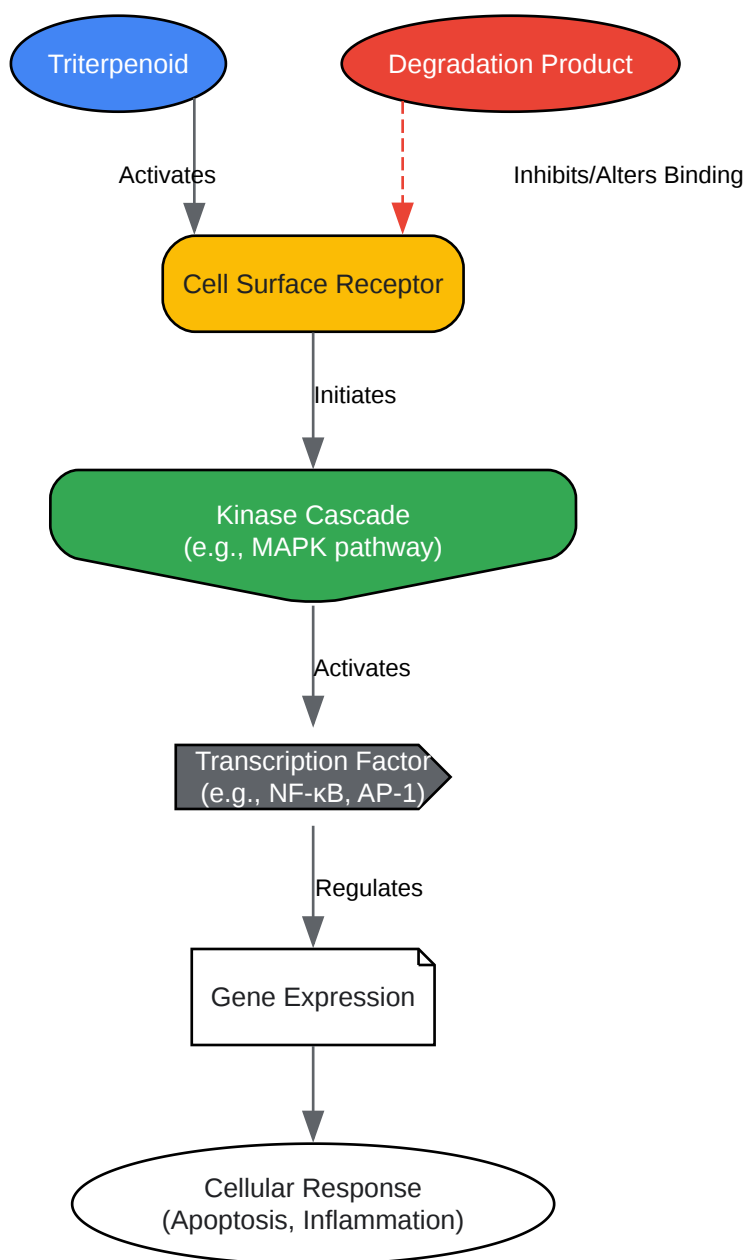 Triterpenoid
Degradation Product
Activates
Inhibits/Alters Binding
Cell Surface Receptor
Initiates
Kinase Cascade
(e.g., MAPK pathway)
Activates
Transcription Factor
(e.g., NF-κB, AP-1)
Regulates
Gene Expression
Cellular Response
(Apoptosis, Inflammation)